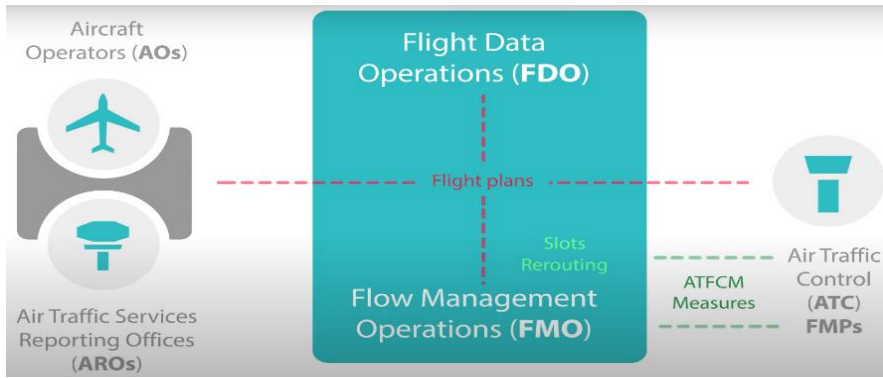 Aircraft
Operators (AOs)
Air Traffic Services
Reporting Offices
(AROs)
Flight Data
Operations (FDO)
Flight plans
Slots
Rerouting
Flow Management
Operations (FMO)
ATFCM
Measures
Air Traffic
Control
(ATC)
FMPs